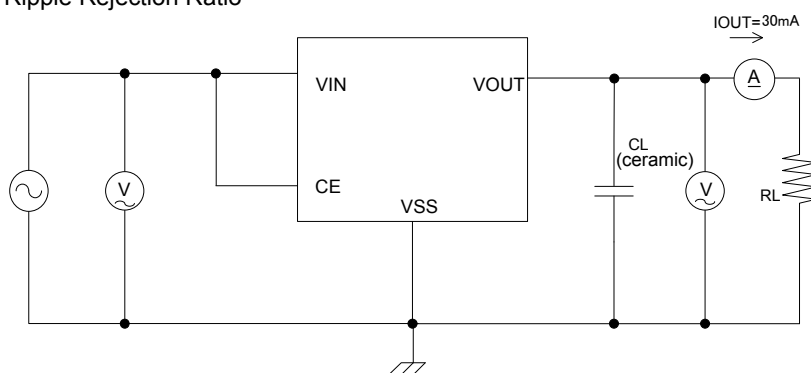 Ripple Rejection Ratio
IOUT=30mA
VIN
VOUT
A
CL
(ceramic)
V
CE
V
RL
VSS